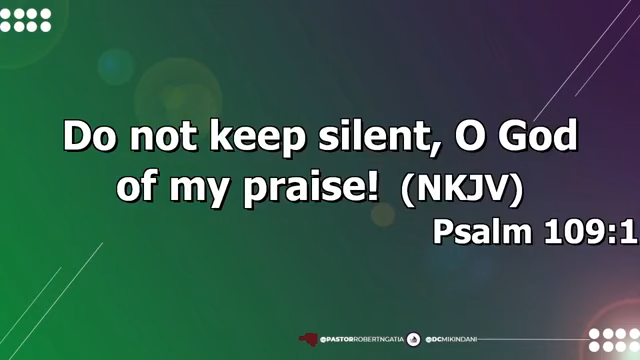 Do not keep silent, O God
of my praise! (NKJV)
Psalm 109:1
@PASTORROBERTNGATIA @DCMIKINDANI